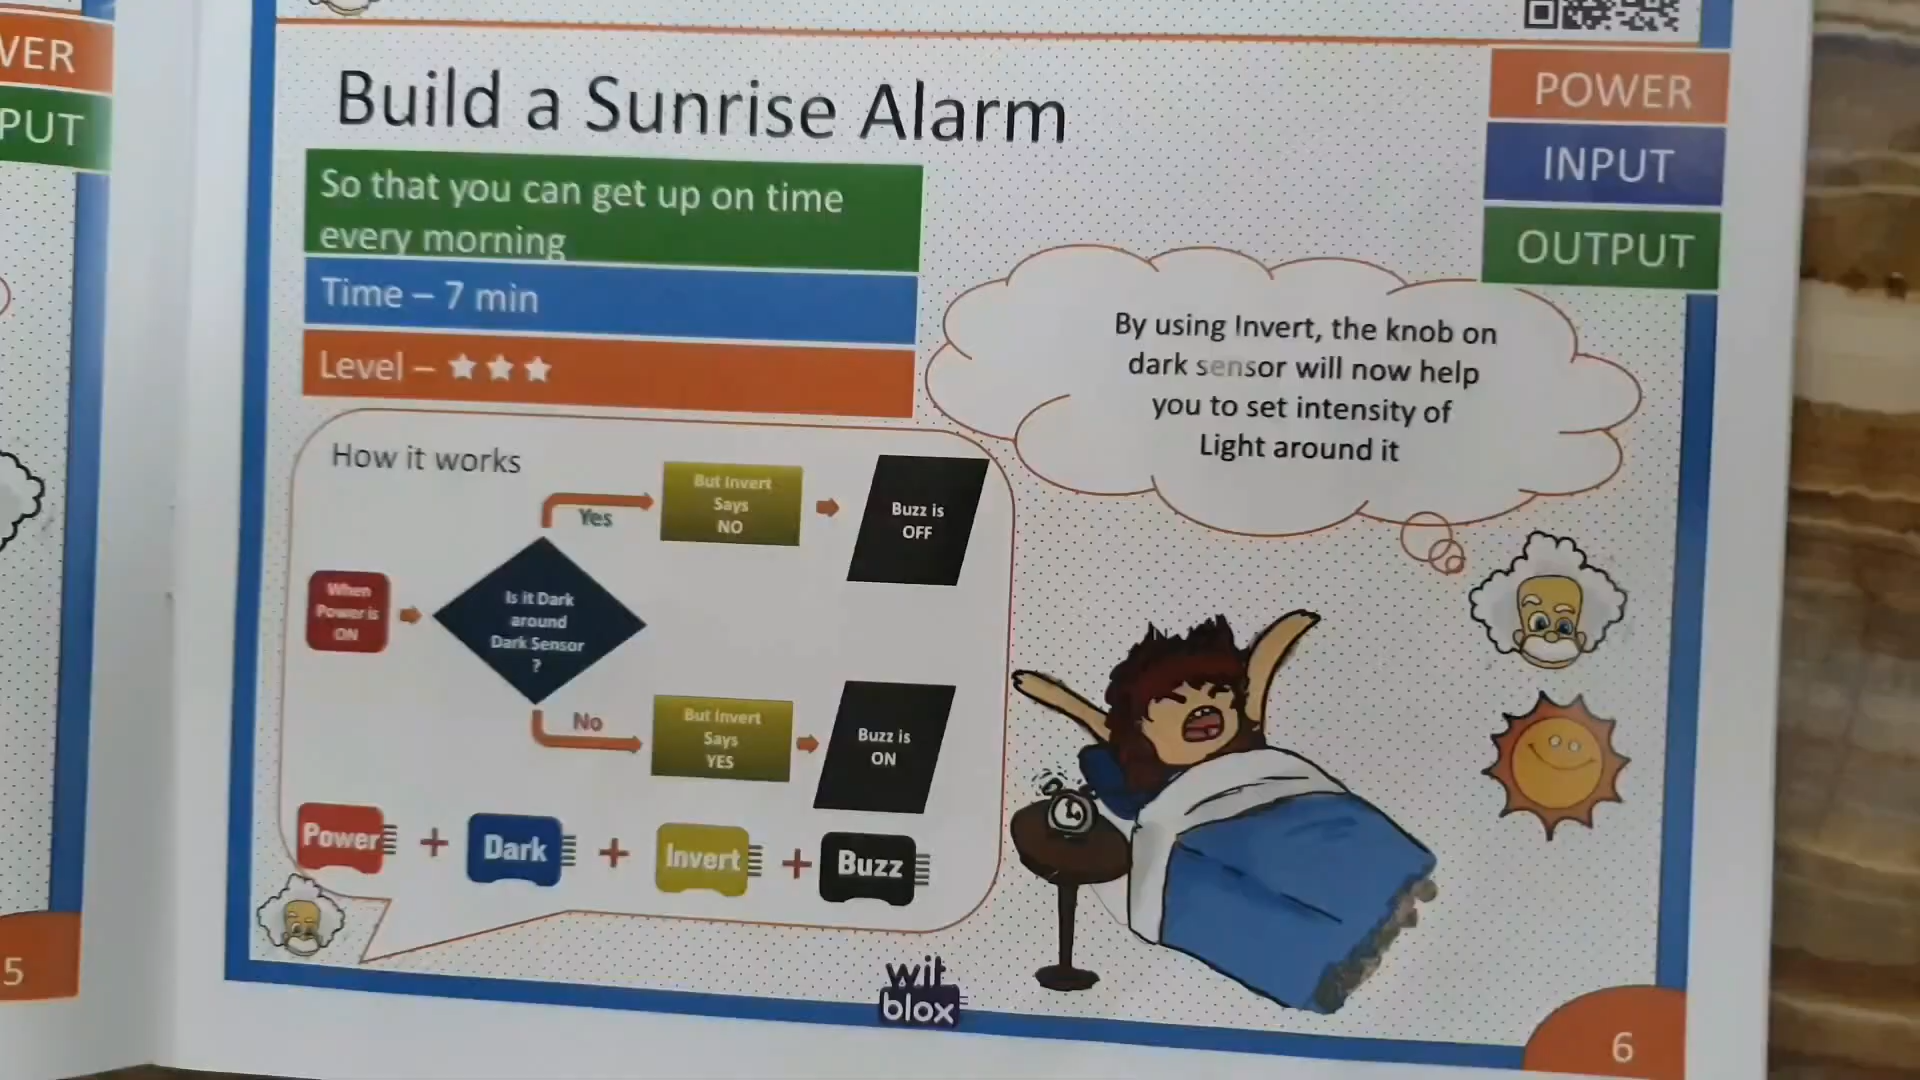 VER
PUT
5
Build a Sunrise Alarm
So that you can get up on time
every morning
Time – 7 min
Level –
POWER
INPUT
OUTPUT
By using Invert, the knob on
dark sensor will now help
you to set intensity of
Light around it
How it works
When
Power is
ON
Is it Dark
around
Dark Sensor
?
Yes
But Invert
Says
NO
Buzz is
OFF
No
But Invert
Says
YES
Buzz is
ON
Power + Dark + Invert + Buzz
wit
blox
6